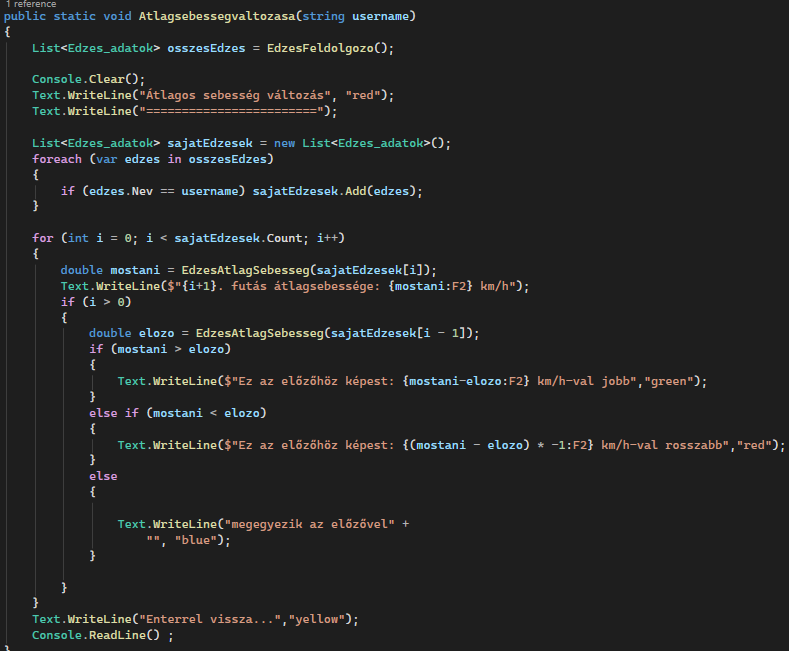 1 reference
public static void Atlagsebessegvaltozasa(string username)
{
    List<Edzes_adatok> osszesEdzes = EdzesFeldolgozo();

    Console.Clear();
    Text.WriteLine("Átlagos sebesség változás", "red");
    Text.WriteLine("========================");

    List<Edzes_adatok> sajatEdzesek = new List<Edzes_adatok>();
    foreach (var edzes in osszesEdzes)
    {
        if (edzes.Nev == username) sajatEdzesek.Add(edzes);
    }

    for (int i = 0; i < sajatEdzesek.Count; i++)
    {
        double mostani = EdzesAtlagSebesseg(sajatEdzesek[i]);
        Text.WriteLine($"{i+1}. futás átlagsebessége: {mostani:F2} km/h");
        if (i > 0)
        {
            double elozo = EdzesAtlagSebesseg(sajatEdzesek[i - 1]);
            if (mostani > elozo)
            {
                Text.WriteLine($"Ez az előzőhöz képest: {mostani-elozo:F2} km/h-val jobb","green");
            }
            else if (mostani < elozo)
            {
                Text.WriteLine($"Ez az előzőhöz képest: {(mostani - elozo) * -1:F2} km/h-val rosszabb","red");
            }
            else
            {

                Text.WriteLine("megegyezik az előzővel" +
                    "", "blue");
            }

        }
    }
    Text.WriteLine("Enterrel vissza...","yellow");
    Console.ReadLine() ;
}